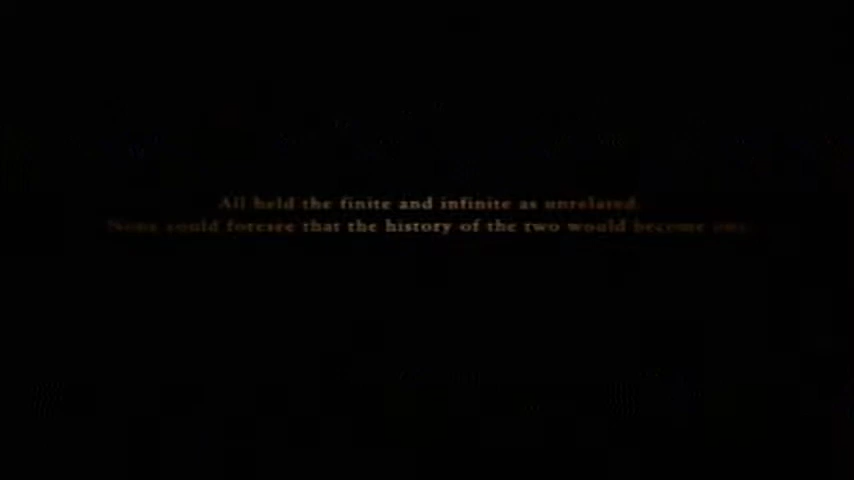 All held the finite and infinite as unrelated.
None could foresee that the history of the two would become one.